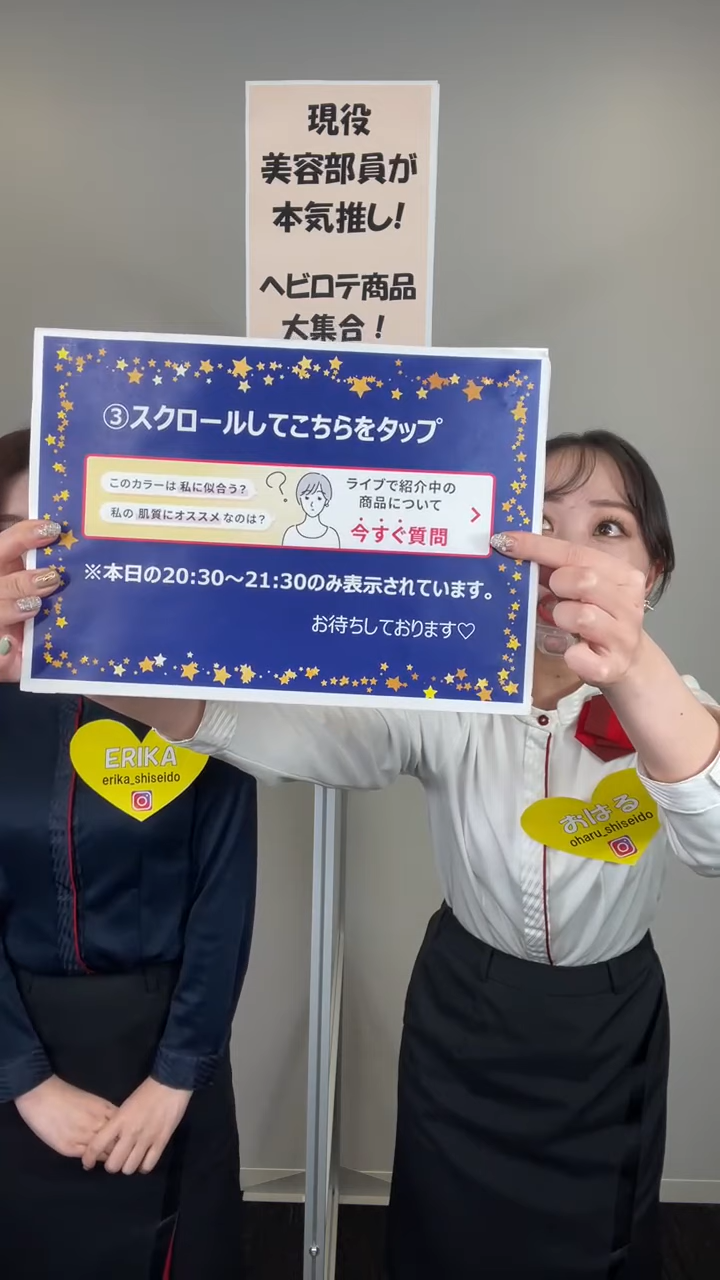 現役
美容部員が
本気推し!
ヘビロテ商品
大集合!
③スクロールしてこちらをタップ
このカラーは 私に似合う?
私の 肌質にオススメ なのは?
ライブで紹介中の
商品について
今すぐ質問
※本日の20:30～21:30のみ表示されています。
お待ちしております♡
ERIKA
erika_shiseido
おはる
oharu_shiseido